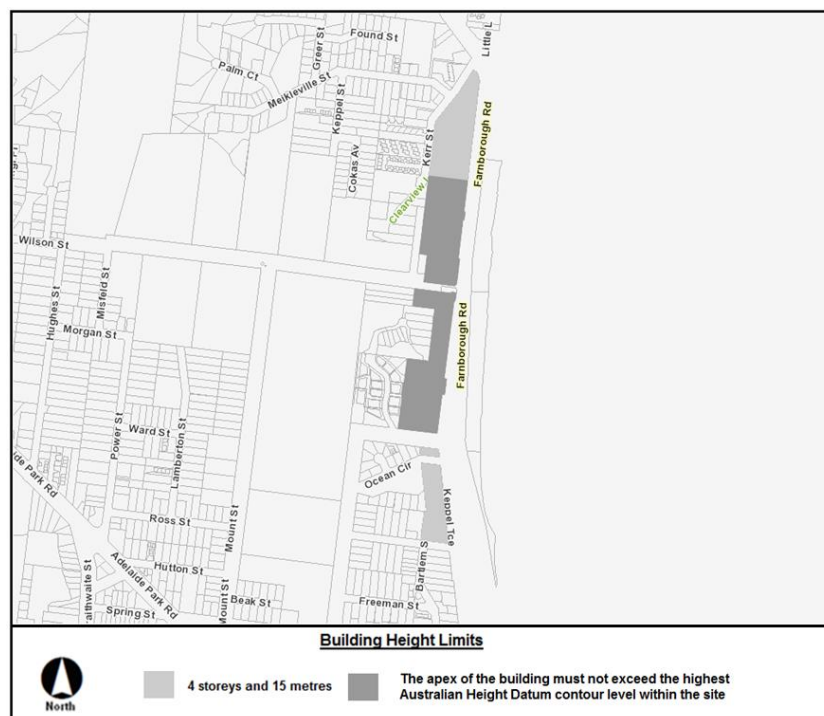 Found St
Greer St
Little L
Palm Ct
Meikleville St
Keppel St
Kerr St
Farnborough Rd
Cokas Av
Clearview L
Wilson St
Hughes St
Misfeld St
Morgan St
Farnborough Rd
Power St
Lamberton St
Ward St
Ocean Cir
Keppel Tce
Mount St
Ross St
Adelaide Park Rd
Hutton St
Bartlem S
Mount St
Beak St
Freeman St
Spring St
Building Height Limits
4 storeys and 15 metres
The apex of the building must not exceed the highest
Australian Height Datum contour level within the site
North